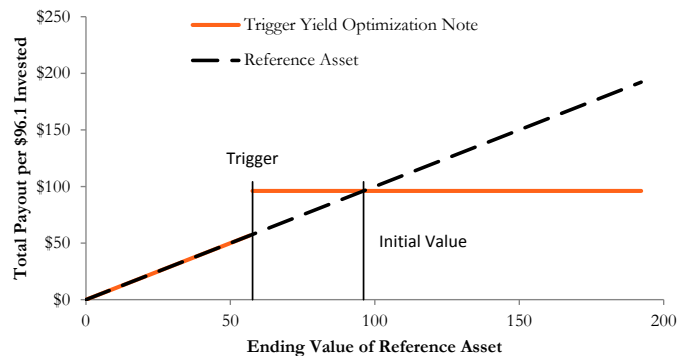 $250
Trigger Yield Optimization Note
Reference Asset
$200
$150
Trigger
$100
Initial Value
$50
$0
0
50
100
150
200
Total Payout per $96.1 Invested
Ending Value of Reference Asset